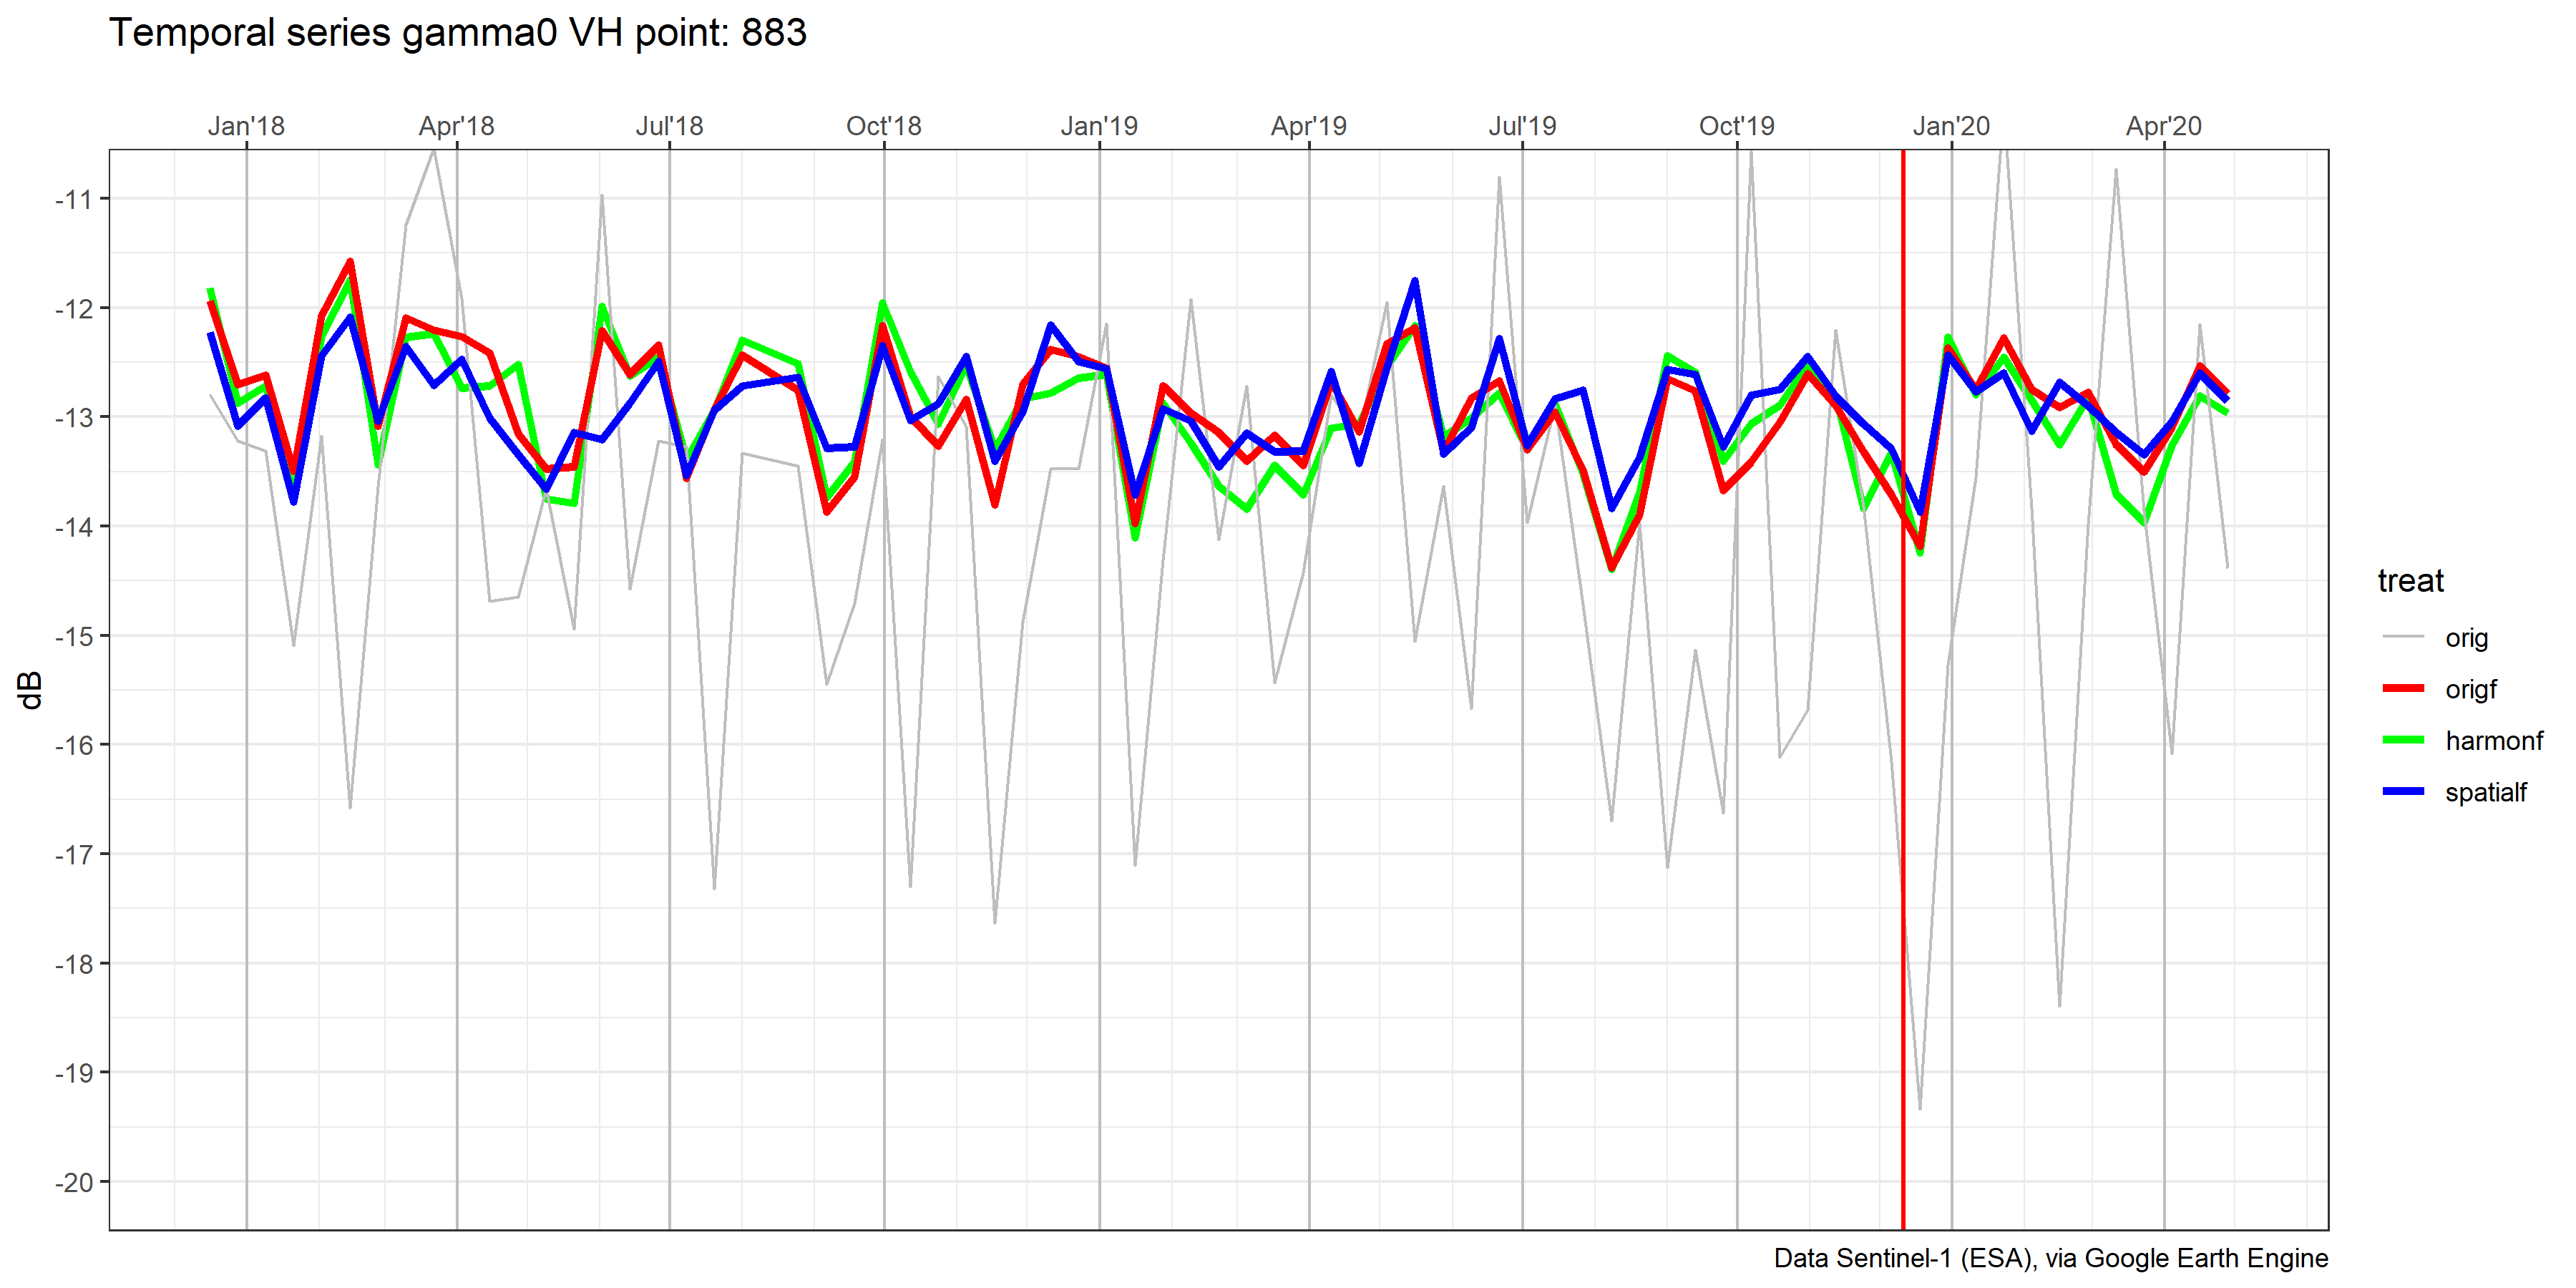 Temporal series gamma0 VH point: 883
Jan'18 Apr'18 Jul'18 Oct'18 Jan'19 Apr'19 Jul'19 Oct'19 Jan'20 Apr'20
-11
-12
-13
-14
-15
-16
-17
-18
-19
-20
dB
treat
orig
origf
harmonf
spatialf
Data Sentinel-1 (ESA), via Google Earth Engine